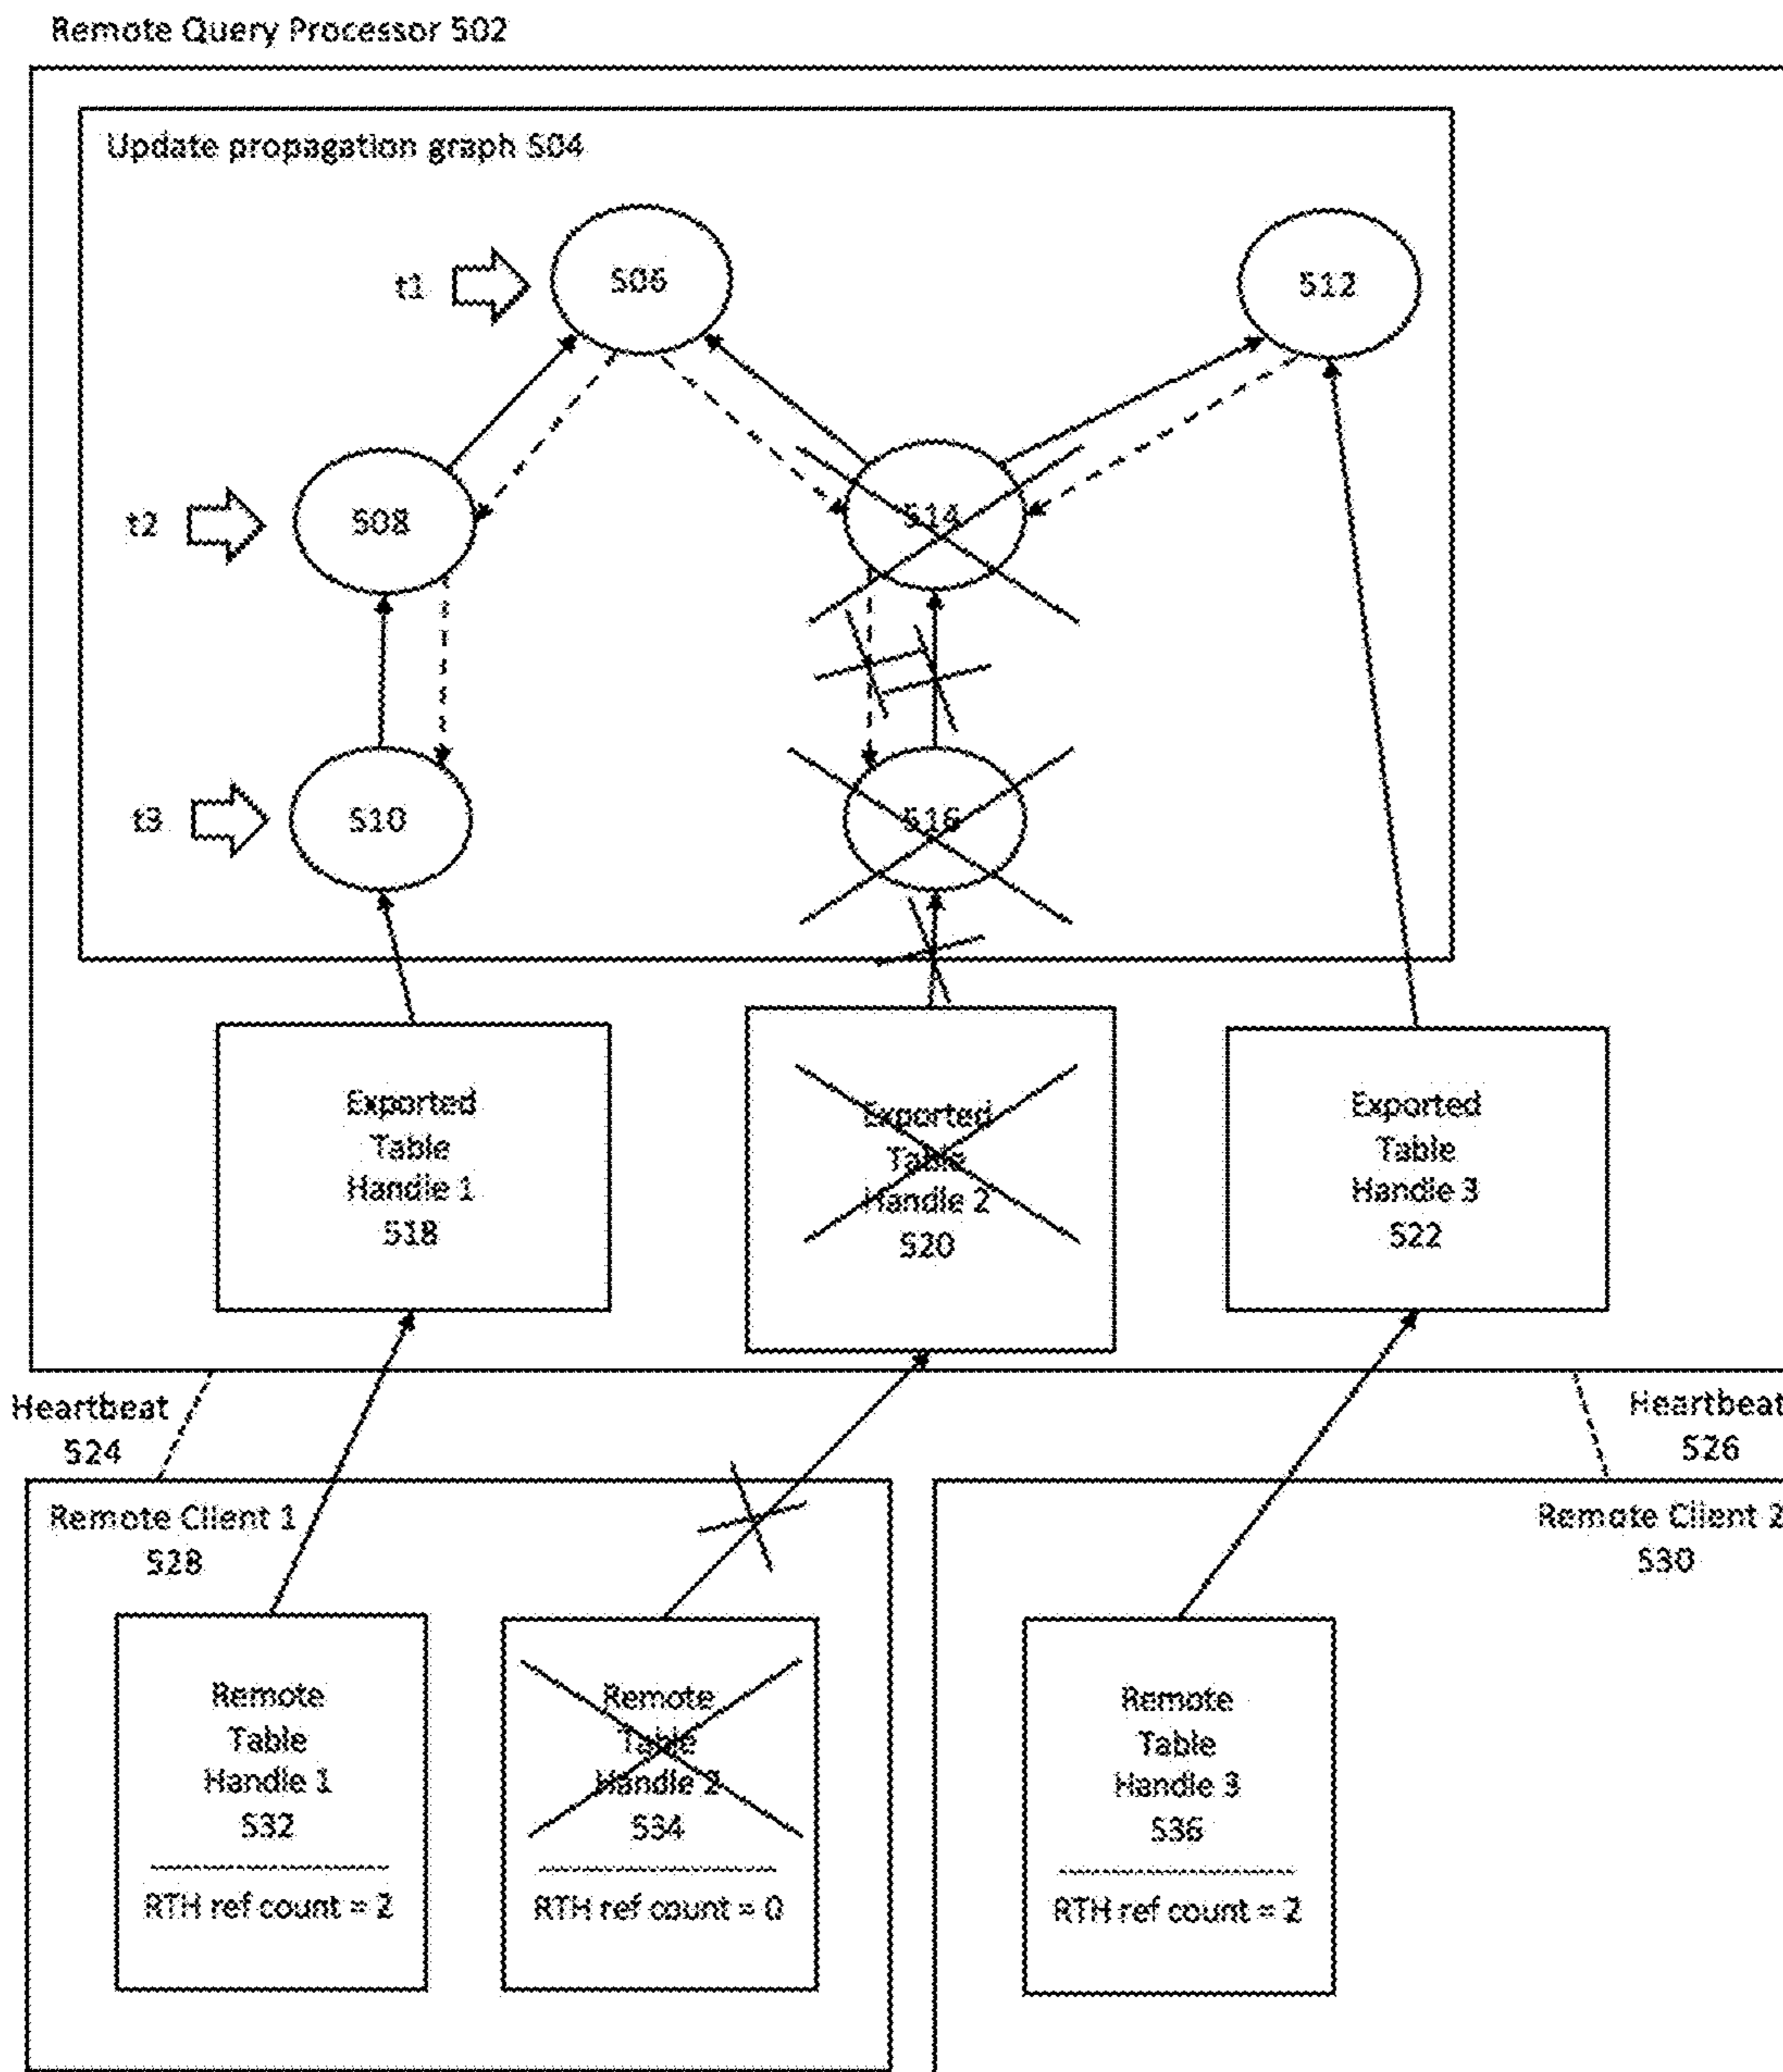 Remote Query Processor 502
Update propagation graph 504
t1
506
512
t2
508
514
t3
510
516
Exported
Table
Handle 1
518
Exported
Table
Handle 2
520
Exported
Table
Handle 3
522
Heartbeat
524
Heartbeat
526
Remote Client 1
528
Remote Client 2
530
Remote
Table
Handle 1
532
RTH ref count = 2
Remote
Table
Handle 2
534
RTH ref count = 0
Remote
Table
Handle 3
536
RTH ref count = 2